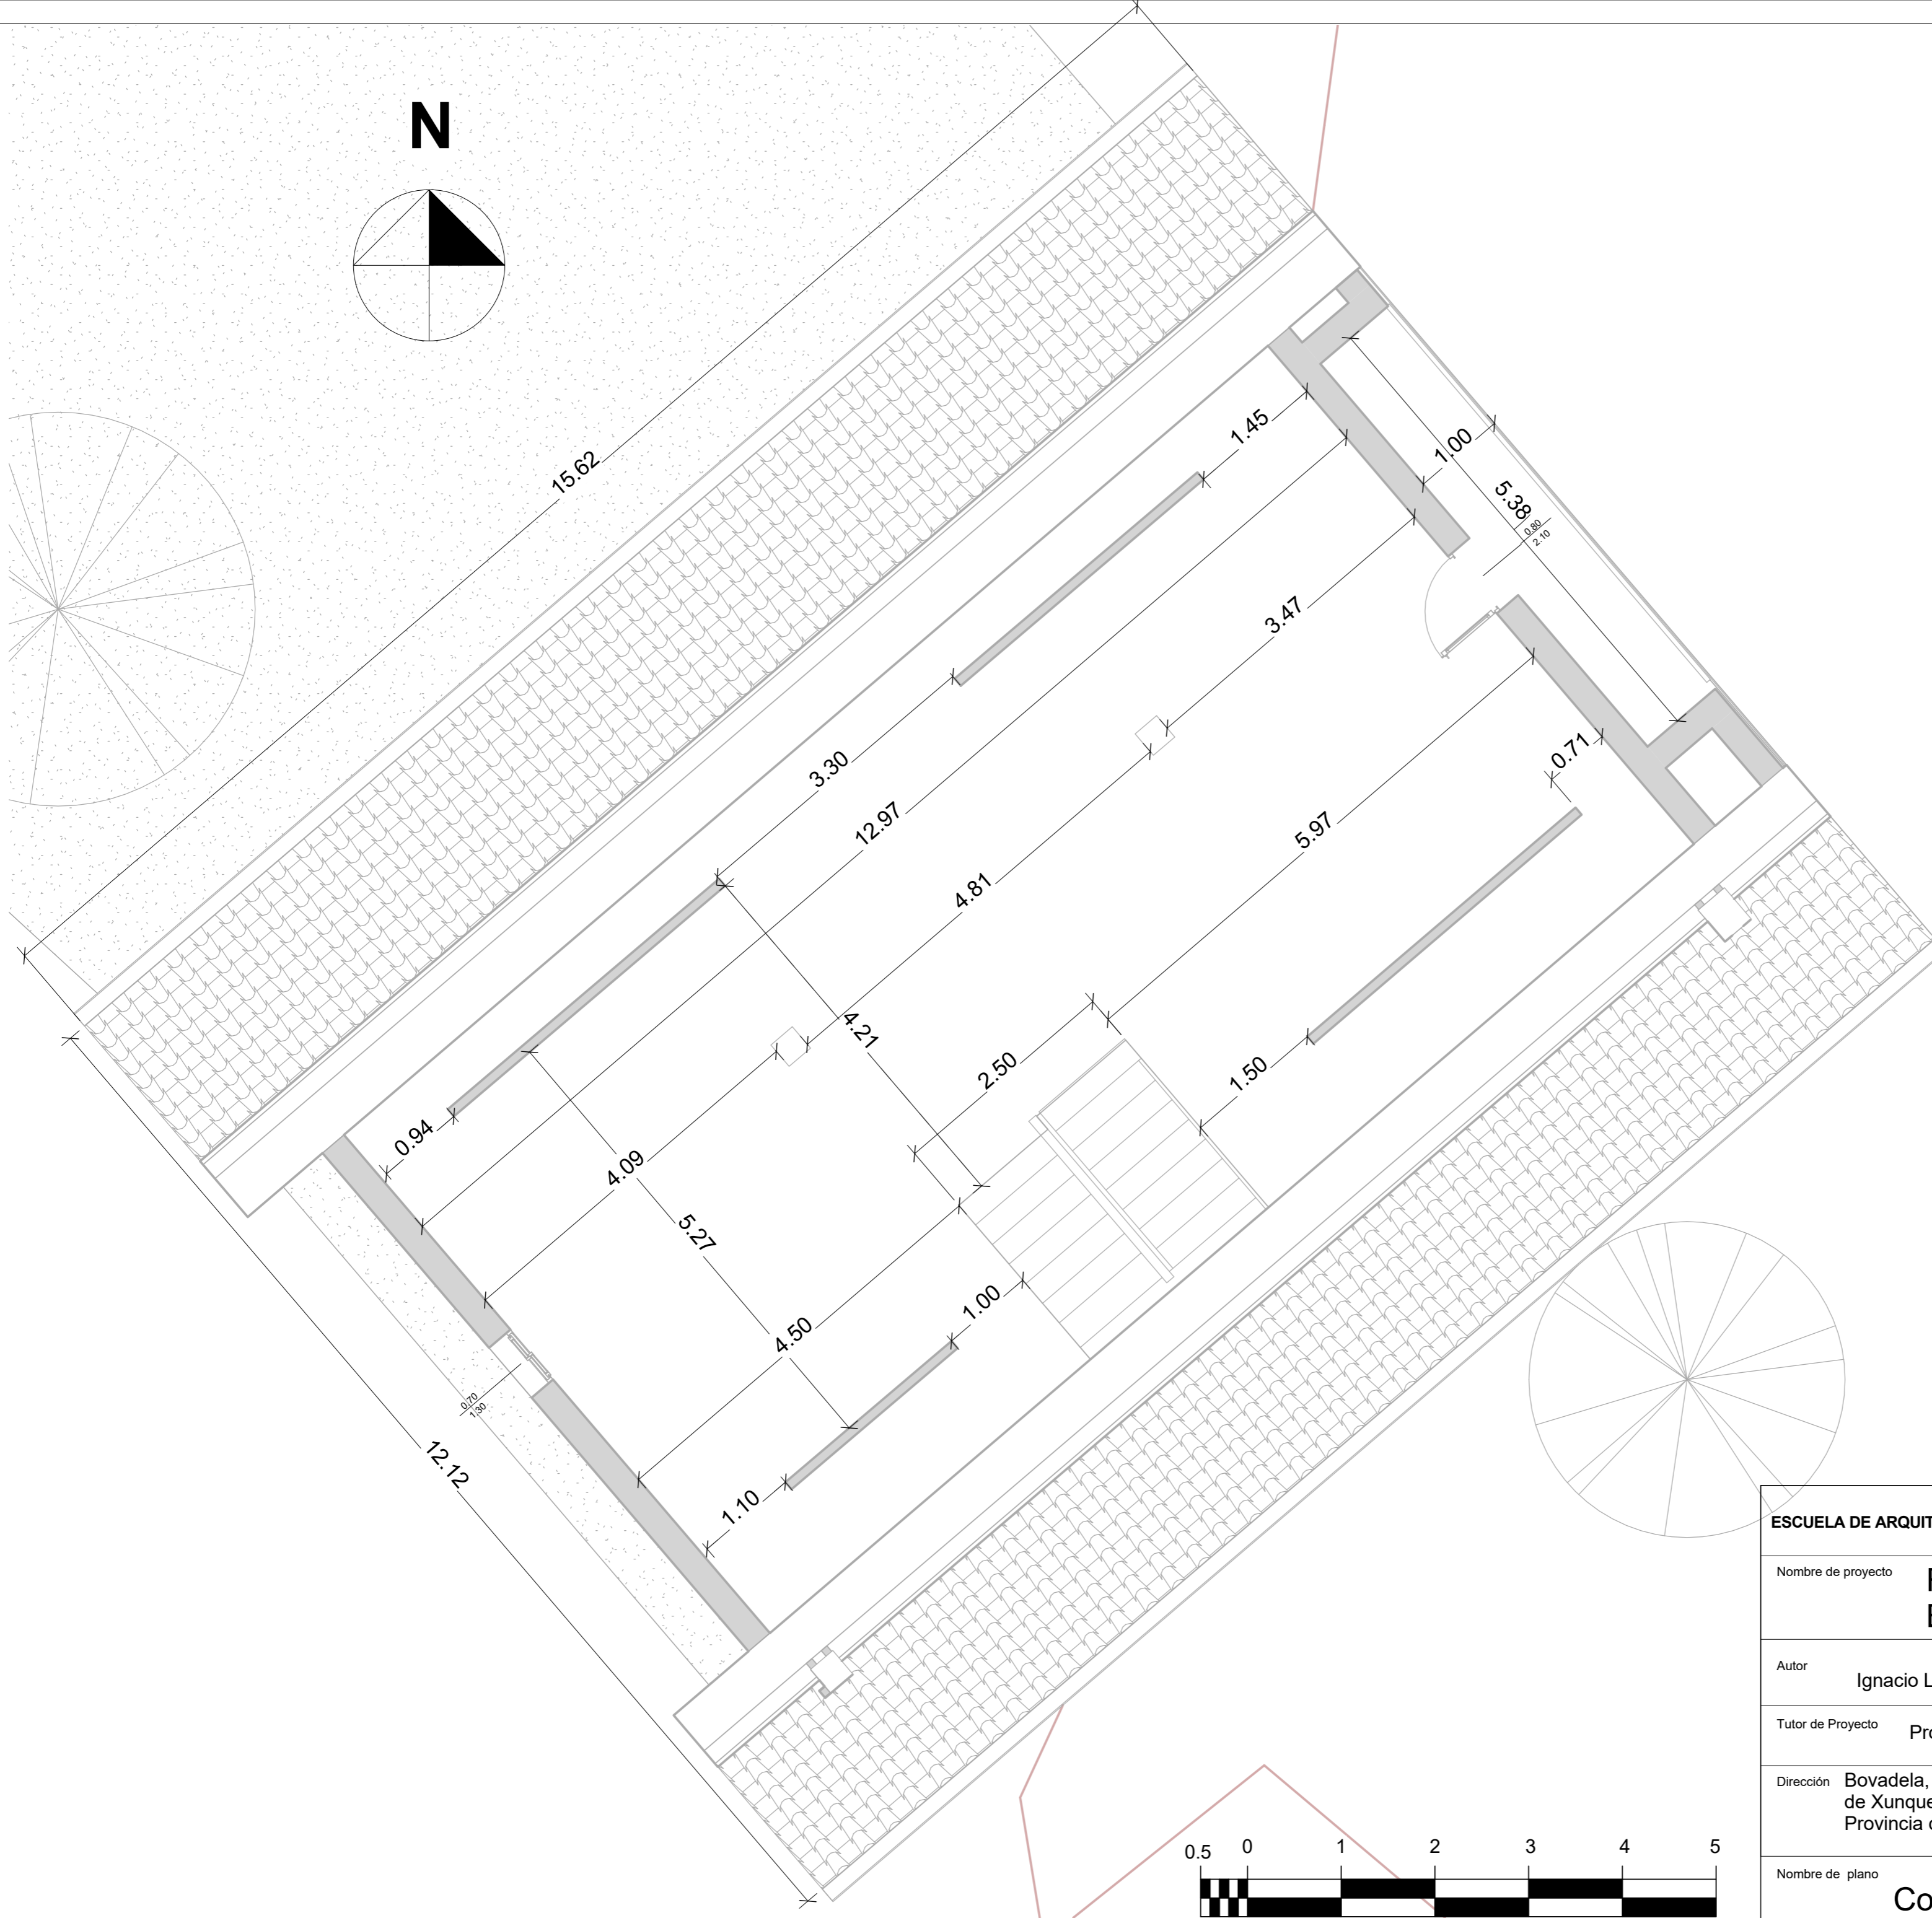 N
15.62
1.45
1.00
5.38
0.80
2.10
3.47
3.30
12.97
0.71
5.97
4.81
4.21
2.50
1.50
0.94
4.09
5.27
1.00
4.50
0.70
1.30
12.12
1.10
ESCUELA DE ARQUIT
Nombre de proyecto
Autor
Ignacio L
Tutor de Proyecto
Pro
Dirección
Bovadela,
de Xunque
Provincia
Nombre de plano
Co
0.5 0 1 2 3 4 5